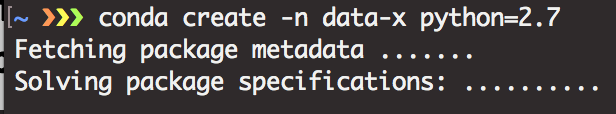 [~ ❯❯❯ conda create -n data-x python=2.7
Fetching package metadata .......
Solving package specifications: ..........